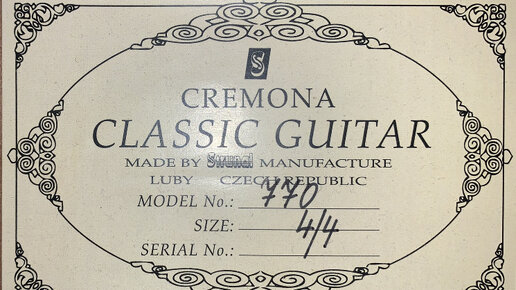 S
CREMONA
CLASSIC GUITAR
MADE BY Strunal MANUFACTURE
LUBY CZECH REPUBLIC
MODEL No.: 770
SIZE: 4/4
SERIAL No.: